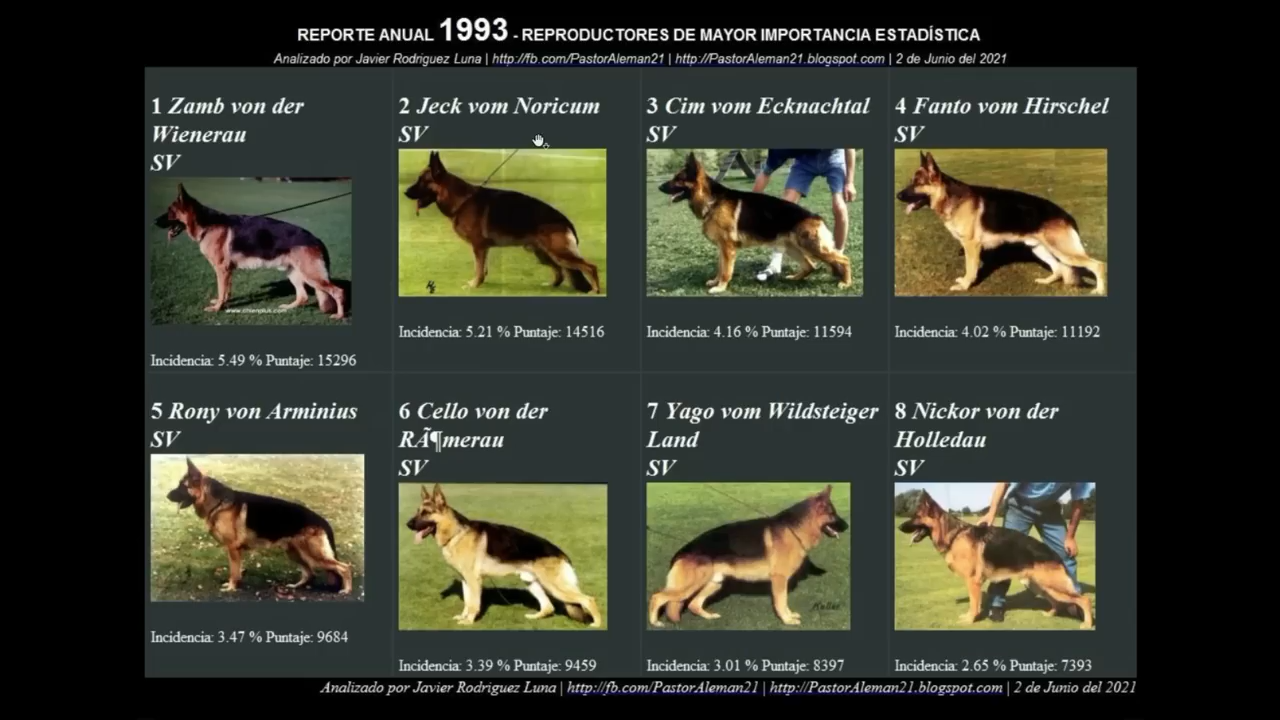 REPORTE ANUAL 1993 - REPRODUCTORES DE MAYOR IMPORTANCIA ESTADÍSTICA
Analizado por Javier Rodriguez Luna | http://fb.com/PastorAleman21 | http://PastorAleman21.blogspot.com | 2 de Junio del 2021
1 Zamb von der
Wienerau
SV
www.chienplus.com
Incidencia: 5.49 % Puntaje: 15296
2 Jeck vom Noricum
SV
Incidencia: 5.21 % Puntaje: 14516
3 Cim vom Ecknachtal
SV
Incidencia: 4.16 % Puntaje: 11594
4 Fanto vom Hirschel
SV
Incidencia: 4.02 % Puntaje: 11192
5 Rony von Arminius
SV
Incidencia: 3.47 % Puntaje: 9684
6 Cello von der
RÃ¶merau
SV
Incidencia: 3.39 % Puntaje: 9459
7 Yago vom Wildsteiger
Land
SV
Incidencia: 3.01 % Puntaje: 8397
8 Nickor von der
Holledau
SV
Incidencia: 2.65 % Puntaje: 7393
Analizado por Javier Rodriguez Luna | http://fb.com/PastorAleman21 | http://PastorAleman21.blogspot.com | 2 de Junio del 2021